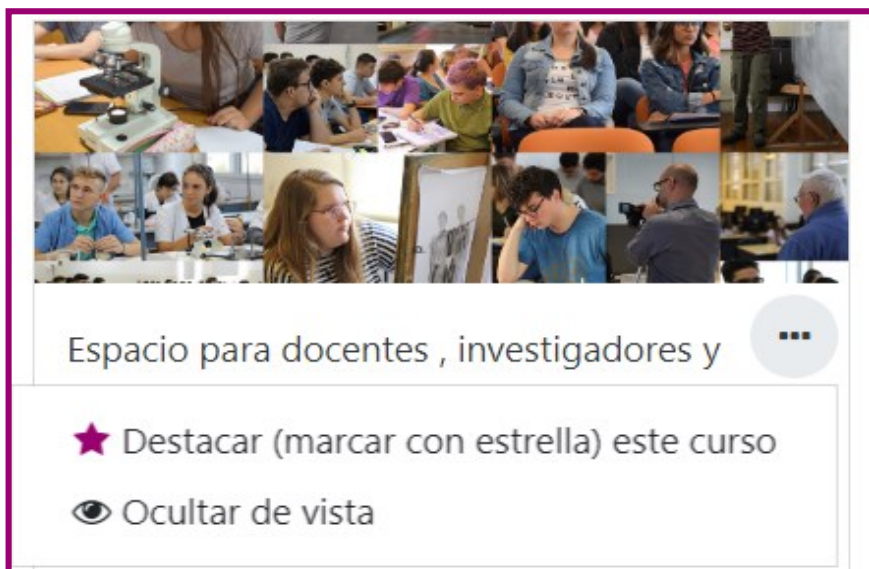 Espacio para docentes , investigadores y
Destacar (marcar con estrella) este curso
Ocultar de vista